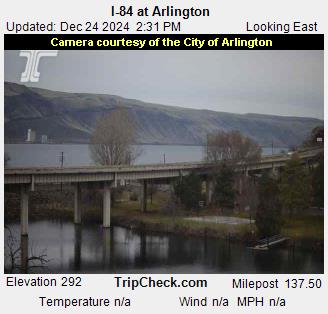 I-84 at Arlington
Updated: Dec 24 2024 2:31 PM Looking East
Camera courtesy of the City of Arlington
Elevation 292 TripCheck.com Milepost 137.50
Temperature n/a Wind n/a MPH n/a